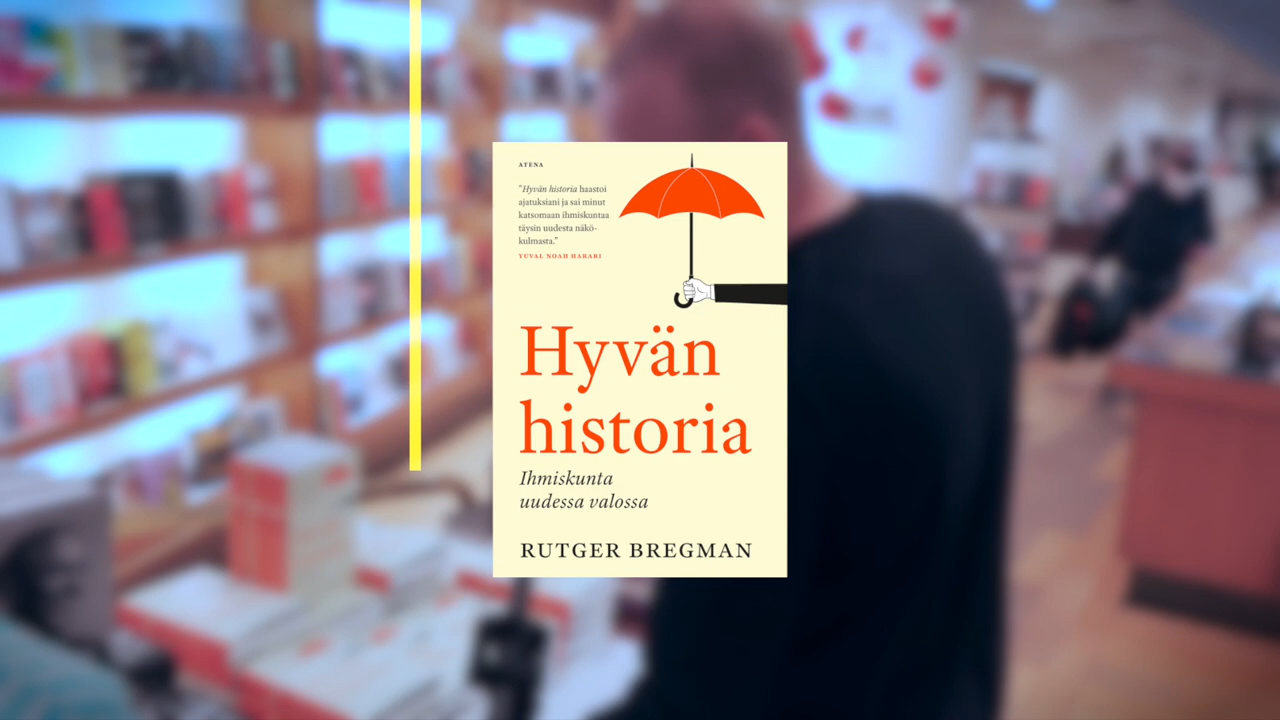 ATENA
"Hyvän historia haastoi
ajatuksiani ja sai minut
katsomaan ihmiskuntaa
täysin uudesta näkö-
kulmasta."
YUVAL NOAH HARARI
Hyvän
historia
Ihmiskunta
uudessa valossa
RUTGER BREGMAN